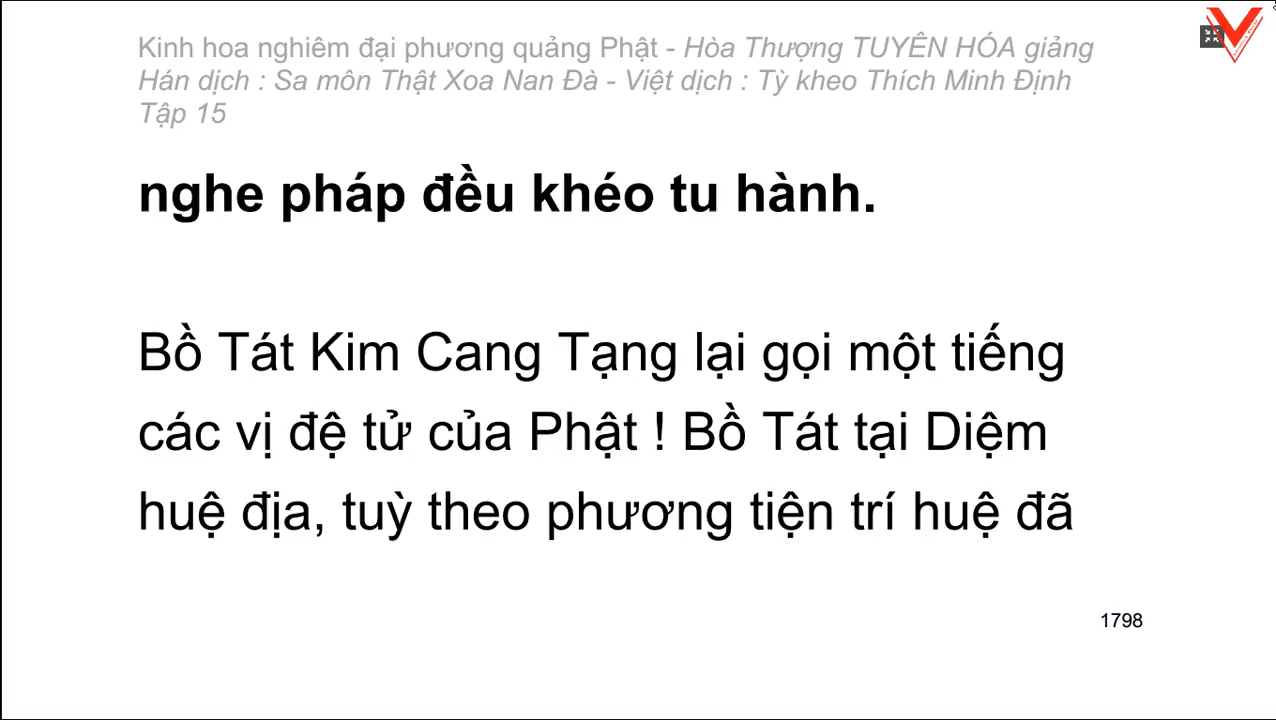 Kinh hoa nghiêm đại phương quảng Phật - Hòa Thượng TUYÊN HÓA giảng
Hán dịch : Sa môn Thật Xoa Nan Đà - Việt dịch : Tỳ kheo Thích Minh Định
Tập 15
nghe pháp đều khéo tu hành.
Bồ Tát Kim Cang Tạng lại gọi một tiếng
các vị đệ tử của Phật ! Bồ Tát tại Diệm
huệ địa, tuỳ theo phương tiện trí huệ đã
1798